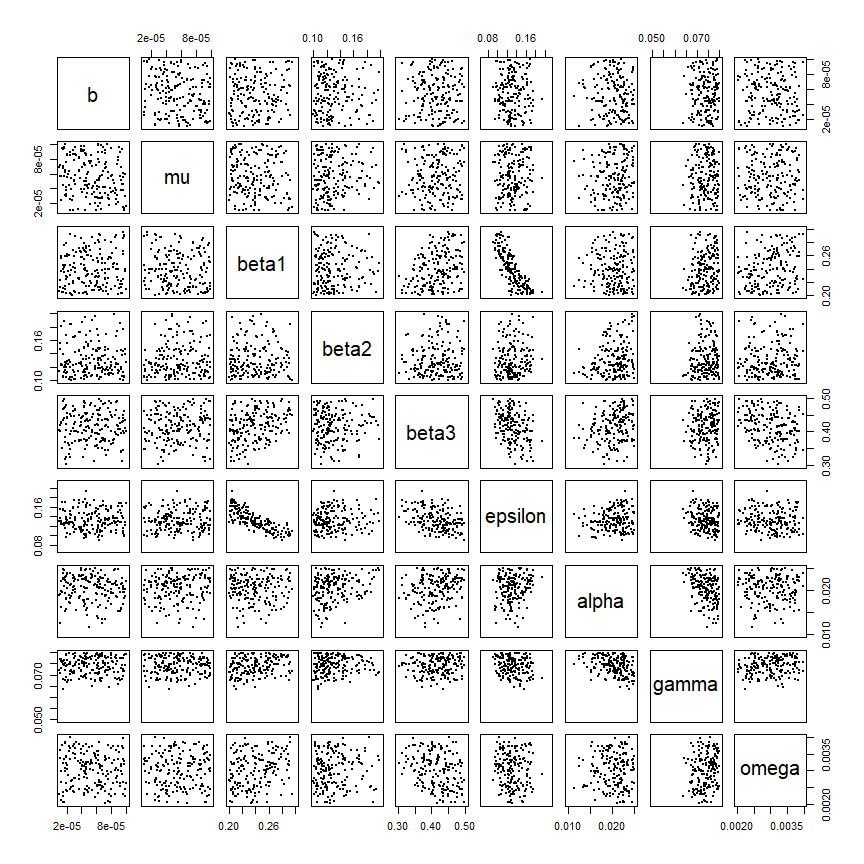 2e-05 8e-05 0.10 0.16 0.08 0.16 0.050 0.070
b 2e-05 8e-05
2e-05 8e-05 mu
beta1 0.20 0.26
0.10 0.16 beta2
beta3 0.30 0.40 0.50
0.08 0.16 epsilon
alpha 0.010 0.020
0.050 0.070 gamma
omega 0.0020 0.0035
2e-05 8e-05 0.20 0.26 0.30 0.40 0.50 0.010 0.020 0.0020 0.0035